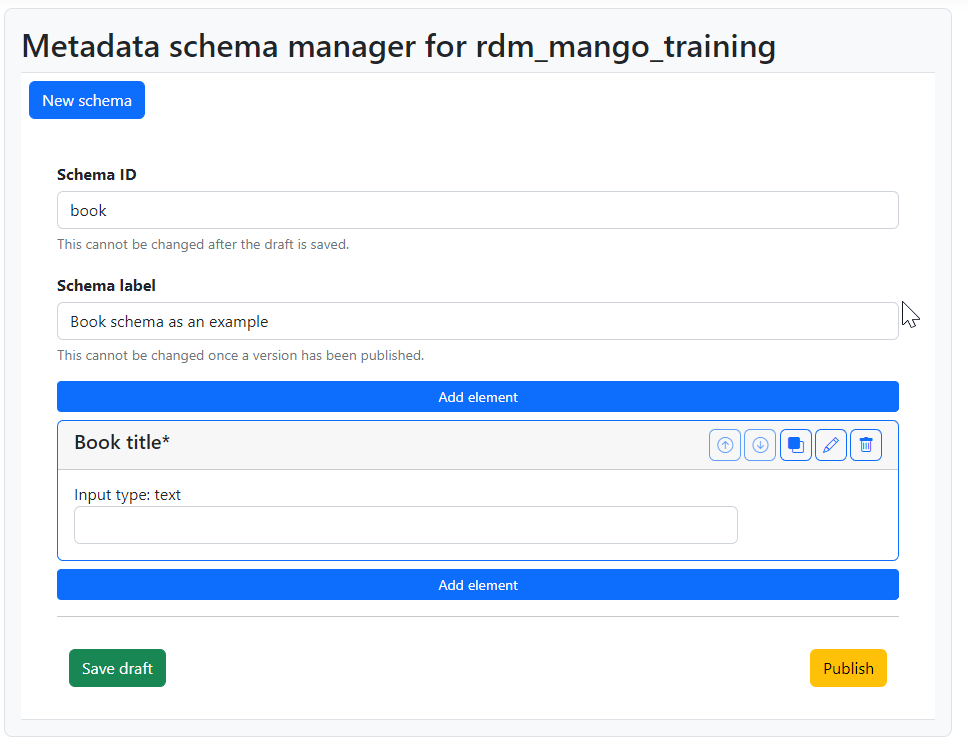 Metadata schema manager for rdm_mango_training
New schema
Schema ID
book
This cannot be changed after the draft is saved.
Schema label
Book schema as an example
This cannot be changed once a version has been published.
Add element
Book title*
Input type: text
Add element
Save draft
Publish